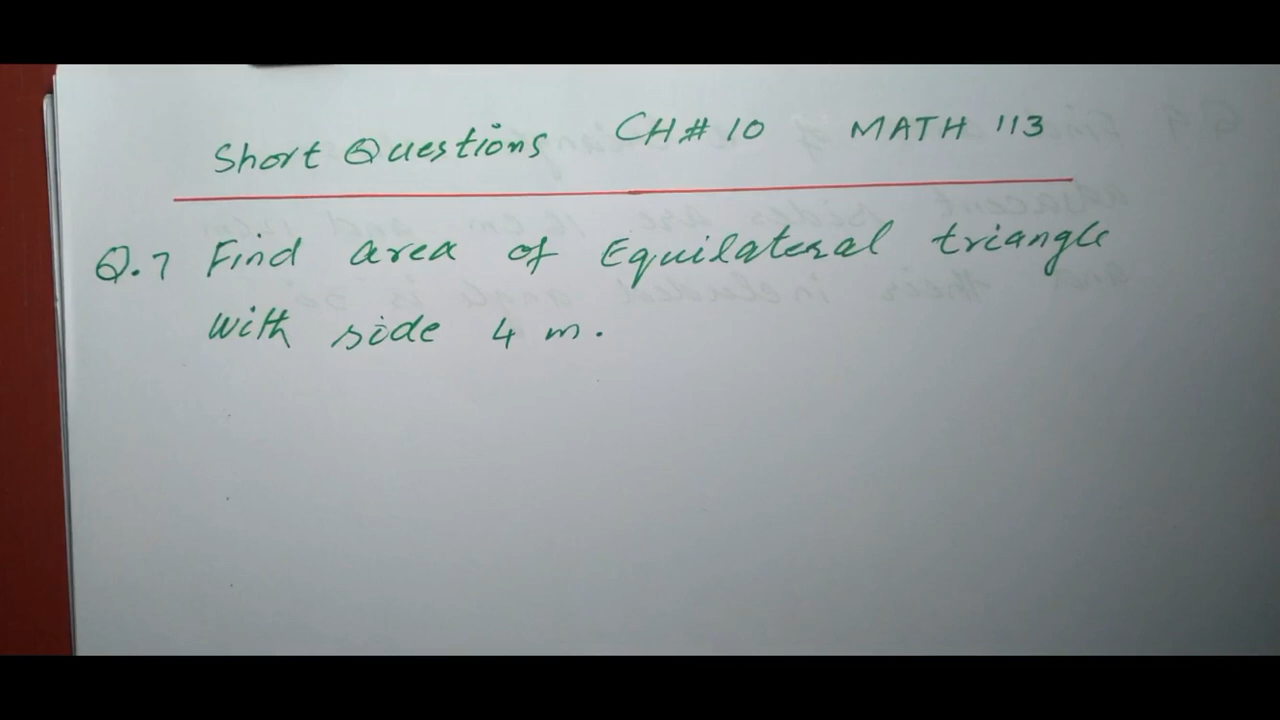 Short Questions CH# 10 MATH 113
Q.7 Find area of Equilateral triangle
with side 4 m.